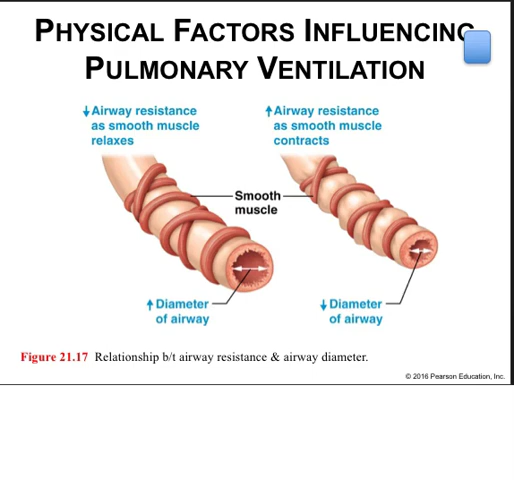 PHYSICAL FACTORS INFLUENCING
PULMONARY VENTILATION
↓Airway resistance
as smooth muscle
relaxes
↑Airway resistance
as smooth muscle
contracts
Smooth
muscle
↑Diameter
of airway
↓Diameter
of airway
Figure 21.17 Relationship b/t airway resistance & airway diameter.
© 2016 Pearson Education, Inc.